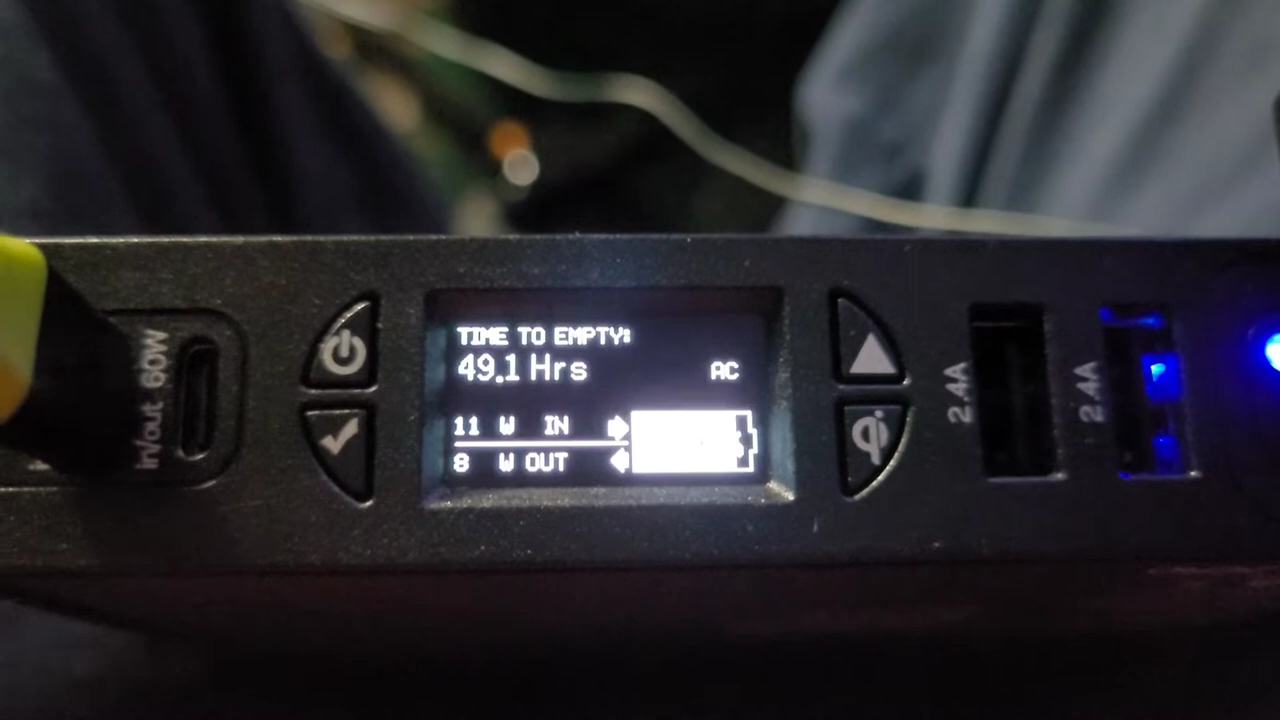 In/out 60W
TIME TO EMPTY:
49.1 Hrs
AC
11 W IN
8 W OUT
2.4A
2.4A